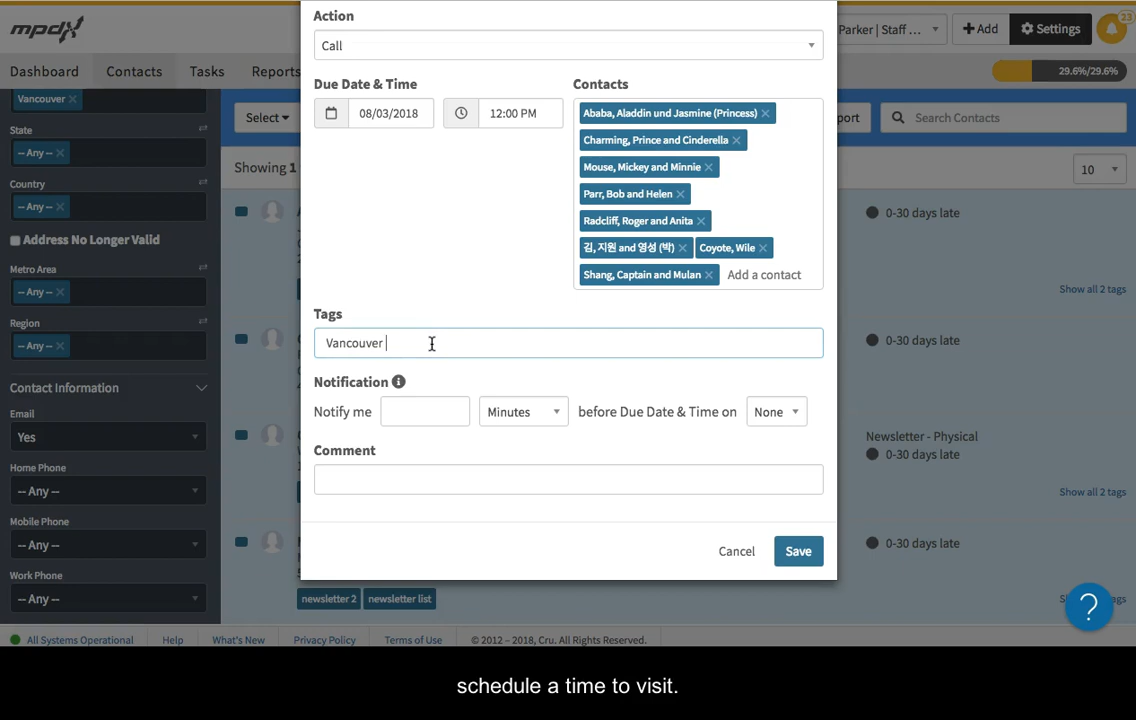 mpdx
Parker | Staff ...
Add
Settings
23
Dashboard
Contacts
Tasks
Reports
29.6%/29.6%
Vancouver
State
-- Any --
Country
-- Any --
Address No Longer Valid
Metro Area
-- Any --
Region
-- Any --
Contact Information
Email
Yes
Home Phone
-- Any --
Mobile Phone
-- Any --
Work Phone
-- Any --
Select
Showing 1
port
Search Contacts
10
0-30 days late
Show all 2 tags
0-30 days late
Newsletter - Physical
0-30 days late
Show all 2 tags
0-30 days late
newsletter 2 newsletter list
Action
Call
Due Date & Time
08/03/2018
12:00 PM
Contacts
Ababa, Aladdin und Jasmine (Princess)
Charming, Prince and Cinderella
Mouse, Mickey and Minnie
Parr, Bob and Helen
Radcliff, Roger and Anita
김, 지원 and 영성 (박)
Coyote, Wile
Shang, Captain and Mulan
Add a contact
Tags
Vancouver
Notification
Notify me
Minutes
before Due Date & Time on
None
Comment
Cancel
Save
?
All Systems Operational
Help
What's New
Privacy Policy
Terms of Use
© 2012 - 2018, Cru. All Rights Reserved.
schedule a time to visit.